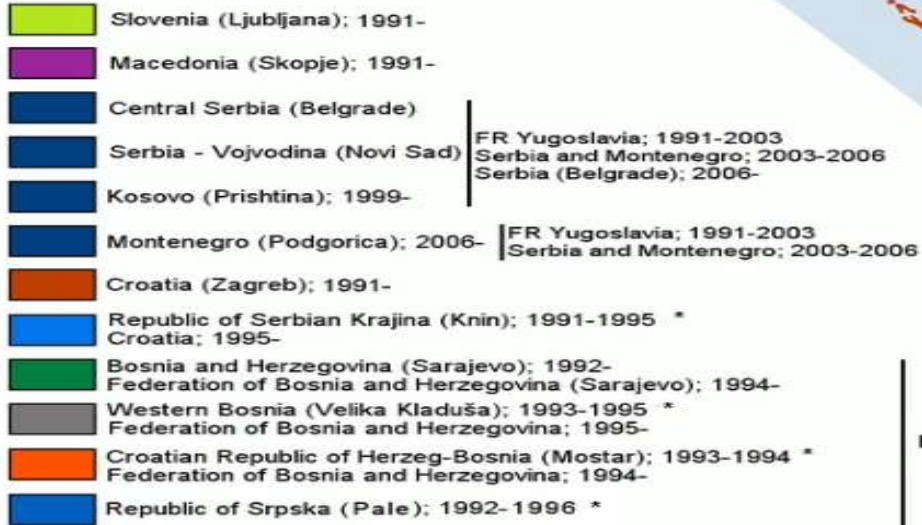 Slovenia (Ljubljana); 1991-
Macedonia (Skopje); 1991-
Central Serbia (Belgrade)
Serbia - Vojvodina (Novi Sad)
Kosovo (Prishtina); 1999-
FR Yugoslavia; 1991-2003
Serbia and Montenegro; 2003-2006
Serbia (Belgrade); 2006-
Montenegro (Podgorica); 2006-
FR Yugoslavia; 1991-2003
Serbia and Montenegro; 2003-2006
Croatia (Zagreb); 1991-
Republic of Serbian Krajina (Knin); 1991-1995 *
Croatia; 1995-
Bosnia and Herzegovina (Sarajevo); 1992-
Federation of Bosnia and Herzegovina (Sarajevo); 1994-
Western Bosnia (Velika Kladuša); 1993-1995 *
Federation of Bosnia and Herzegovina; 1995-
Croatian Republic of Herzeg-Bosnia (Mostar); 1993-1994 *
Federation of Bosnia and Herzegovina; 1994-
Republic of Srpska (Pale); 1992-1996 *